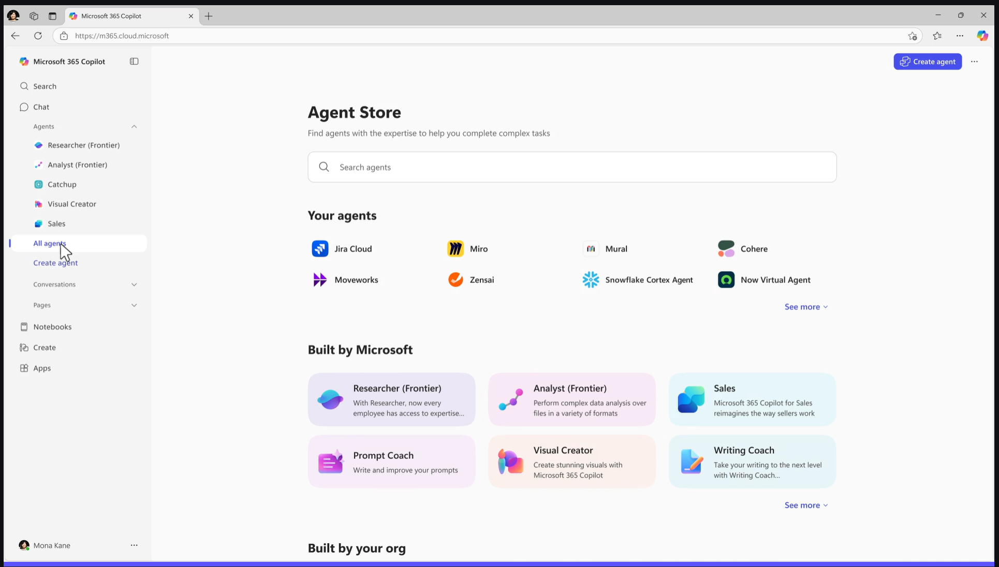 Microsoft 365 Copilot
https://m365.cloud.microsoft
Microsoft 365 Copilot
Search
Chat
Agents
Researcher (Frontier)
Analyst (Frontier)
Catchup
Visual Creator
Sales
All agents
Create agent
Conversations
Pages
Notebooks
Create
Apps
Mona Kane
Create agent
Agent Store
Find agents with the expertise to help you complete complex tasks
Search agents
Your agents
Jira Cloud
Miro
Mural
Cohere
Moveworks
Zensai
Snowflake Cortex Agent
Now Virtual Agent
See more
Built by Microsoft
Researcher (Frontier)
With Researcher, now every
employee has access to expertise...
Analyst (Frontier)
Perform complex data analysis over
files in a variety of formats
Sales
Microsoft 365 Copilot for Sales
reimagines the way sellers work
Prompt Coach
Write and improve your prompts
Visual Creator
Create stunning visuals with
Microsoft 365 Copilot
Writing Coach
Take your writing to the next level
with Writing Coach...
See more
Built by your org